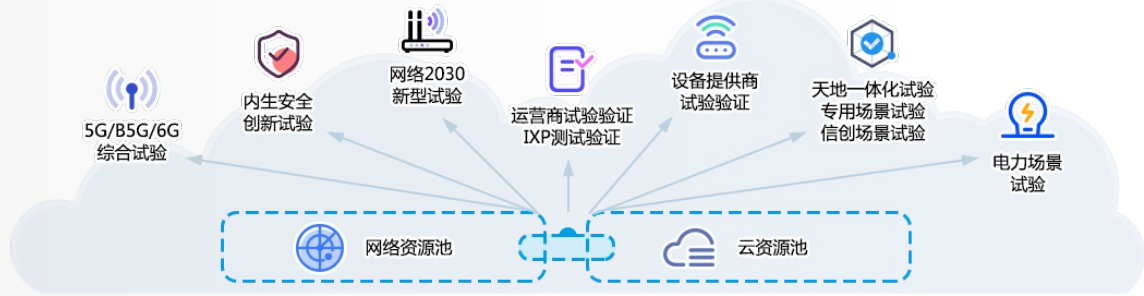 5G/B5G/6G
综合试验
内生安全
创新试验
网络2030
新型试验
运营商试验验证
IXP测试验证
设备提供商
试验验证
天地一体化试验
专用场景试验
信创场景试验
电力场景
试验
网络资源池
云资源池